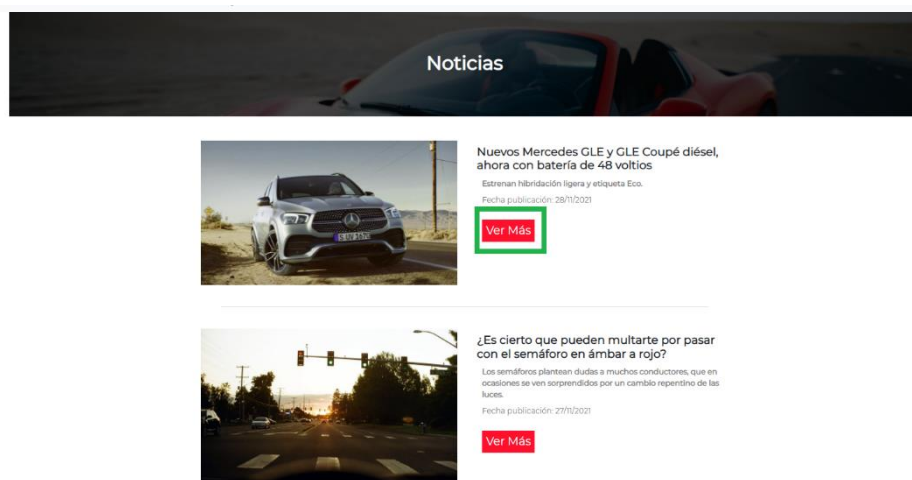 Noticias
Nuevos Mercedes GLE y GLE Coupé diésel,
ahora con batería de 48 voltios
Estrenan hibridación ligera y etiqueta Eco.
Fecha publicación: 28/11/2021
Ver Más
¿Es cierto que pueden multarte por pasar
con el semáforo en ámbar a rojo?
Los semáforos plantean dudas a muchos conductores, que en
ocasiones se ven sorprendidos por un cambio repentino de las
luces.
Fecha publicación: 27/11/2021
Ver Más